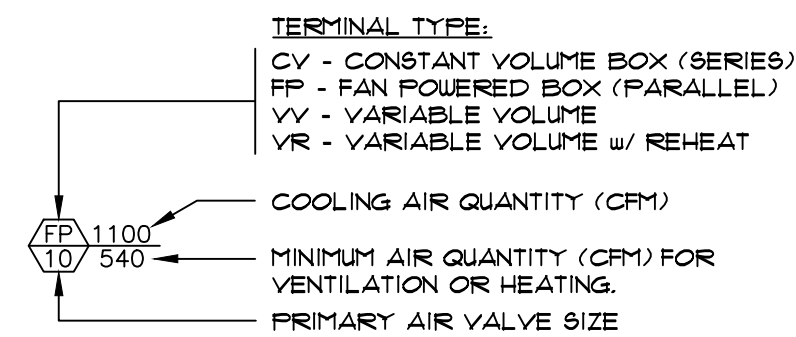 TERMINAL TYPE:
CV - CONSTANT VOLUME BOX (SERIES)
FP - FAN POWERED BOX (PARALLEL)
VV - VARIABLE VOLUME
VR - VARIABLE VOLUME w/ REHEAT
COOLING AIR QUANTITY (CFM)
FP 1100
10 540
MINIMUM AIR QUANTITY (CFM) FOR
VENTILATION OR HEATING.
PRIMARY AIR VALVE SIZE